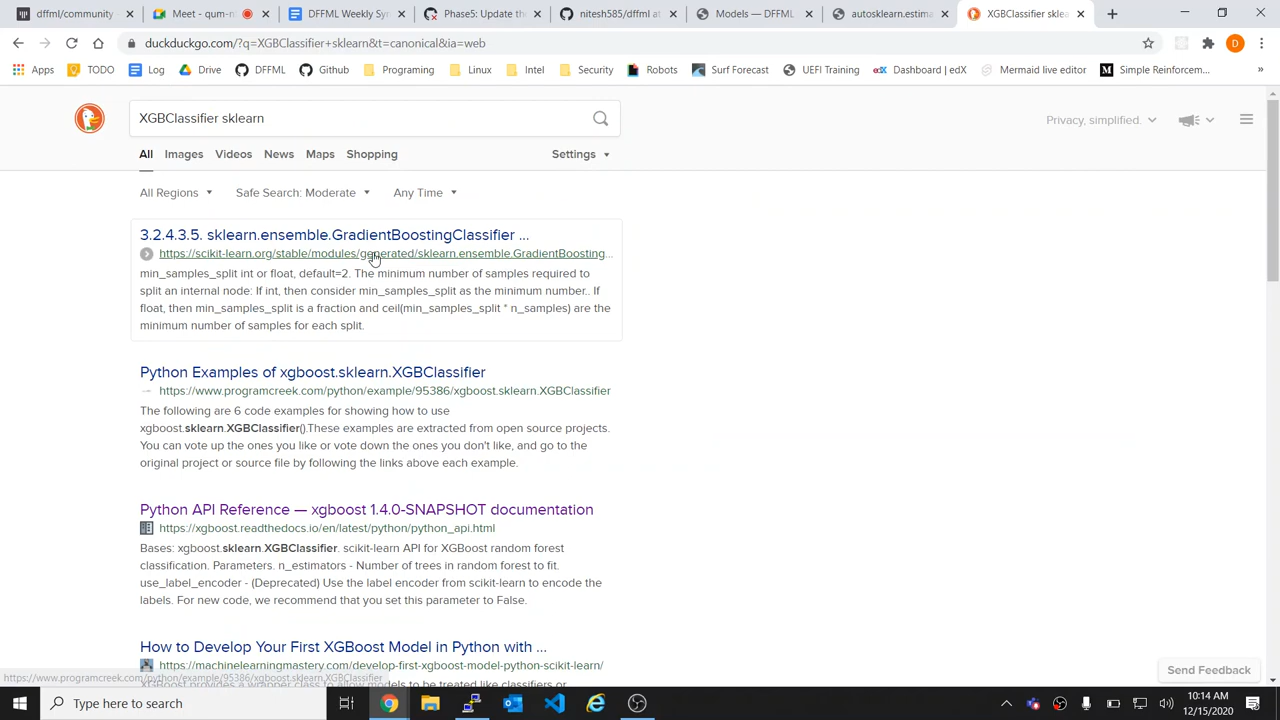 dffml/community ·
Meet - qum-n
DFFML Weekly Sy
Phase5: Update th
nitesh585/dffml at
Models — DFFML
autosklearn.estima
XGBClassifier skle
duckduckgo.com/?q=XGBClassifier+sklearn&t=canonical&ia=web
D
Apps
TODO
Log
Drive
DFFML
Github
Programing
Linux
Intel
Security
Robots
Surf Forecast
UEFI Training
Dashboard | edX
Mermaid live editor
Simple Reinforcem...
XGBClassifier sklearn
Privacy, simplified.
All
Images
Videos
News
Maps
Shopping
Settings
All Regions
Safe Search: Moderate
Any Time
3.2.4.3.5. sklearn.ensemble.GradientBoostingClassifier ...
https://scikit-learn.org/stable/modules/generated/sklearn.ensemble.GradientBoosting...
min_samples_split int or float, default=2. The minimum number of samples required to
split an internal node: If int, then consider min_samples_split as the minimum number.. If
float, then min_samples_split is a fraction and ceil(min_samples_split * n_samples) are the
minimum number of samples for each split.
Python Examples of xgboost.sklearn.XGBClassifier
https://www.programcreek.com/python/example/95386/xgboost.sklearn.XGBClassifier
The following are 6 code examples for showing how to use
xgboost.sklearn.XGBClassifier().These examples are extracted from open source projects.
You can vote up the ones you like or vote down the ones you don't like, and go to the
original project or source file by following the links above each example.
Python API Reference — xgboost 1.4.0-SNAPSHOT documentation
https://xgboost.readthedocs.io/en/latest/python/python_api.html
Bases: xgboost.sklearn.XGBClassifier. scikit-learn API for XGBoost random forest
classification. Parameters. n_estimators - Number of trees in random forest to fit.
use_label_encoder - (Deprecated) Use the label encoder from scikit-learn to encode the
labels. For new code, we recommend that you set this parameter to False.
How to Develop Your First XGBoost Model in Python with ...
https://machinelearningmastery.com/develop-first-xgboost-model-python-scikit-learn/
XGBoost provides a wrapper class to allow models to be treated like classifiers or
https://www.programcreek.com/python/example/95386/xgboost.sklearn.XGBClassifier
Send Feedback
Type here to search
10:14 AM
12/15/2020